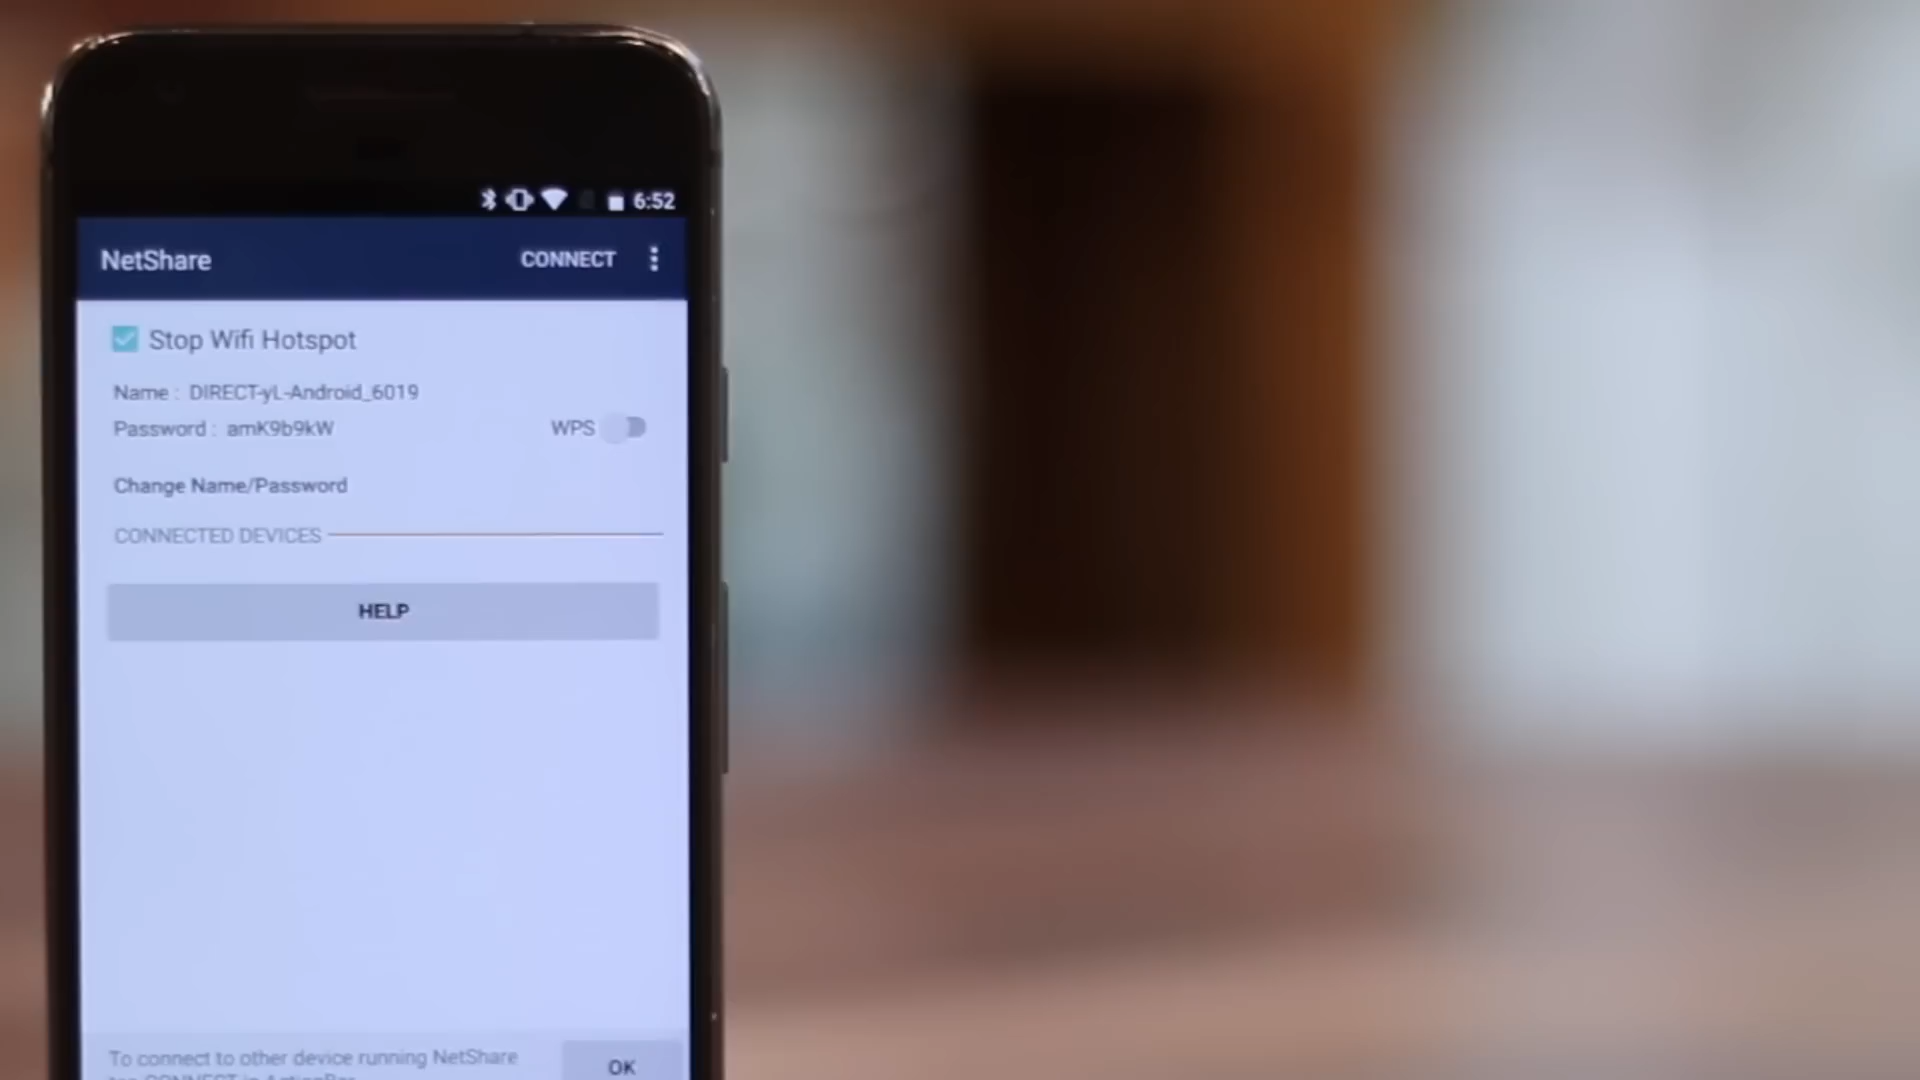 6:52
NetShare CONNECT
Stop Wifi Hotspot
Name : DIRECT-yL-Android_6019
Password : amK9b9kW WPS
Change Name/Password
CONNECTED DEVICES
HELP
To connect to other device running NetShare
OK